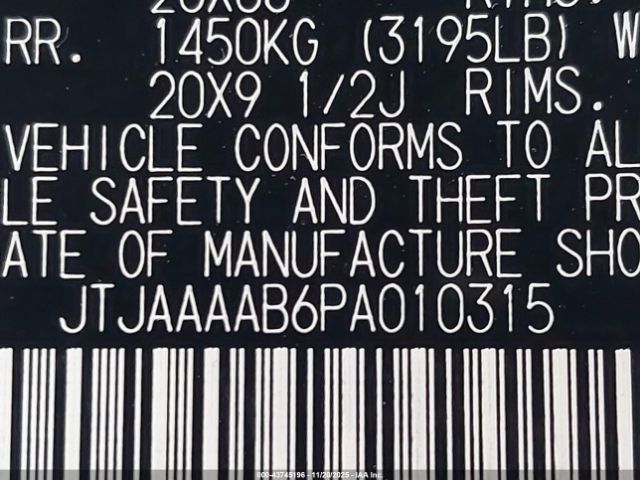 RR. 1450KG (3195LB) W
20X9 1/2J RIMS.
VEHICLE CONFORMS TO AL
LE SAFETY AND THEFT PR
ATE OF MANUFACTURE SHO
JTJAAAAB6PA010315
000-43745196 - 11/20/2025 - IAA Inc.